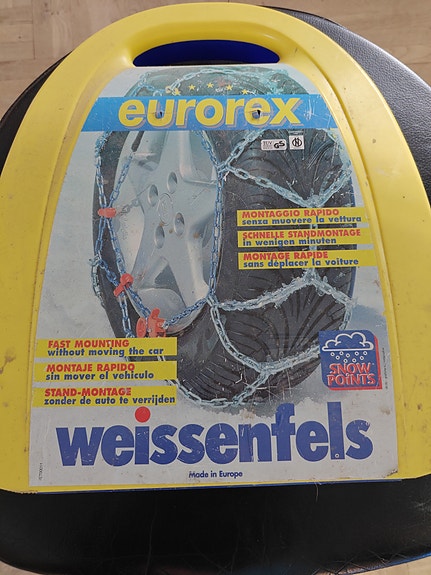 eurorex
GS
MONTAGGIO RAPIDO
senza muovere la vettura
SCHNELLE STANDMONTAGE
in wenigen minuten
MONTAGE RAPIDE
sans déplacer la voiture
FAST MOUNTING
without moving the car
MONTAJE RAPIDO
sin mover el vehículo
STAND-MONTAGE
zonder de auto te verrijden
SNOW
POINTS
weissenfels
Made in Europe